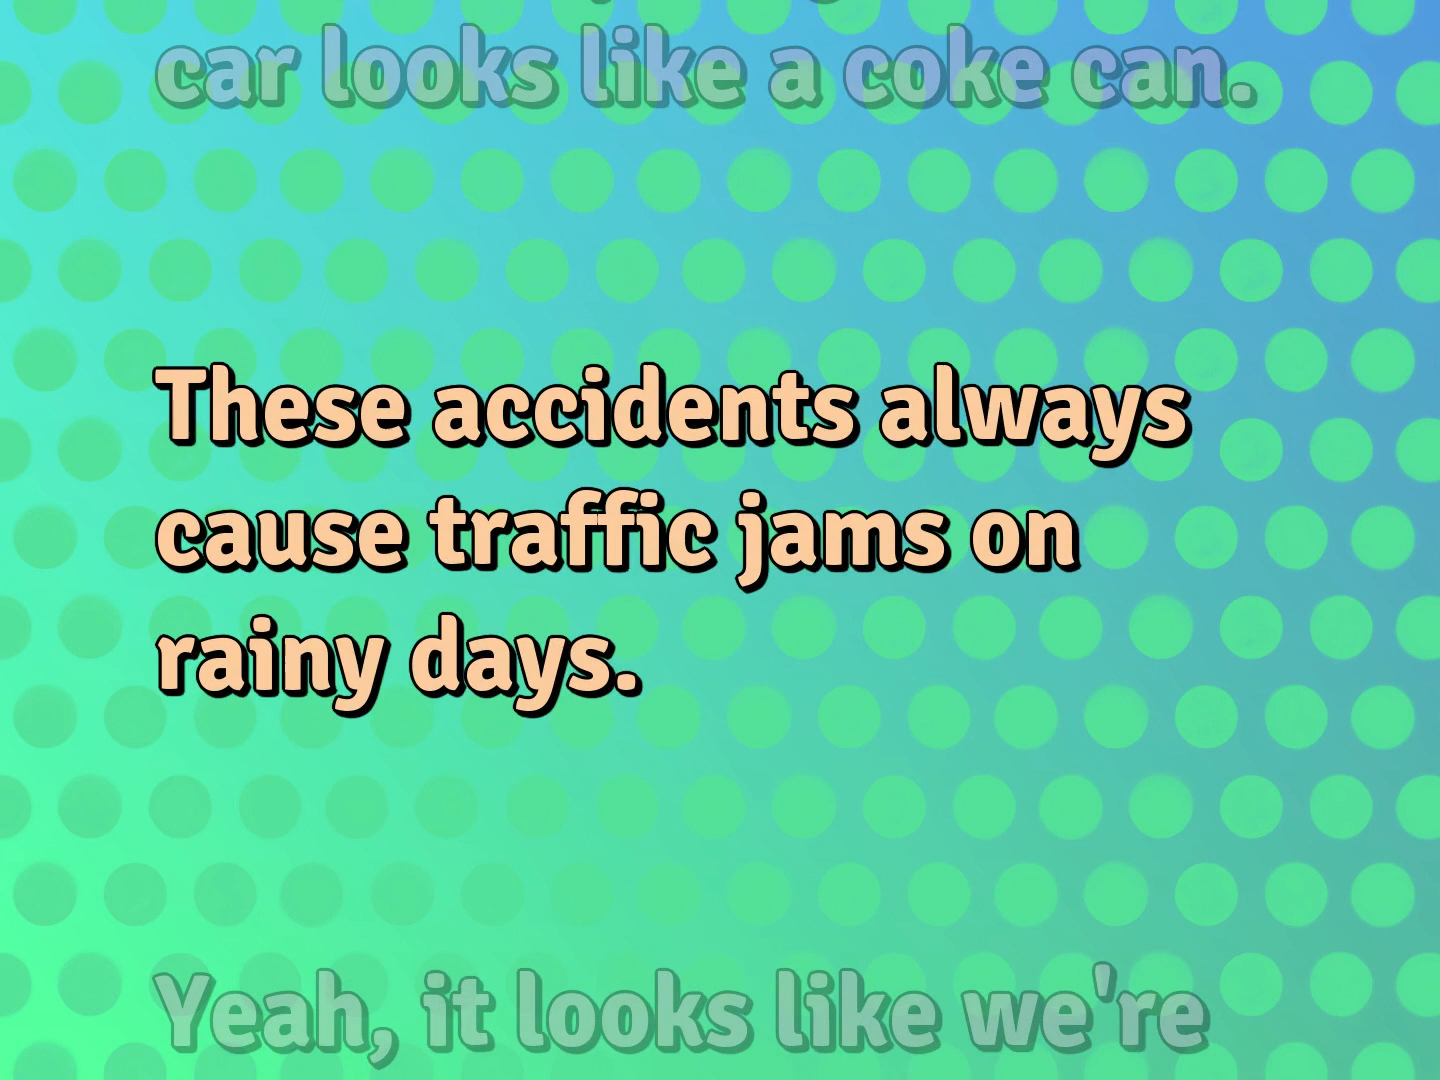 car looks like a coke can.
These accidents always
cause traffic jams on
rainy days.
Yeah, it looks like we're